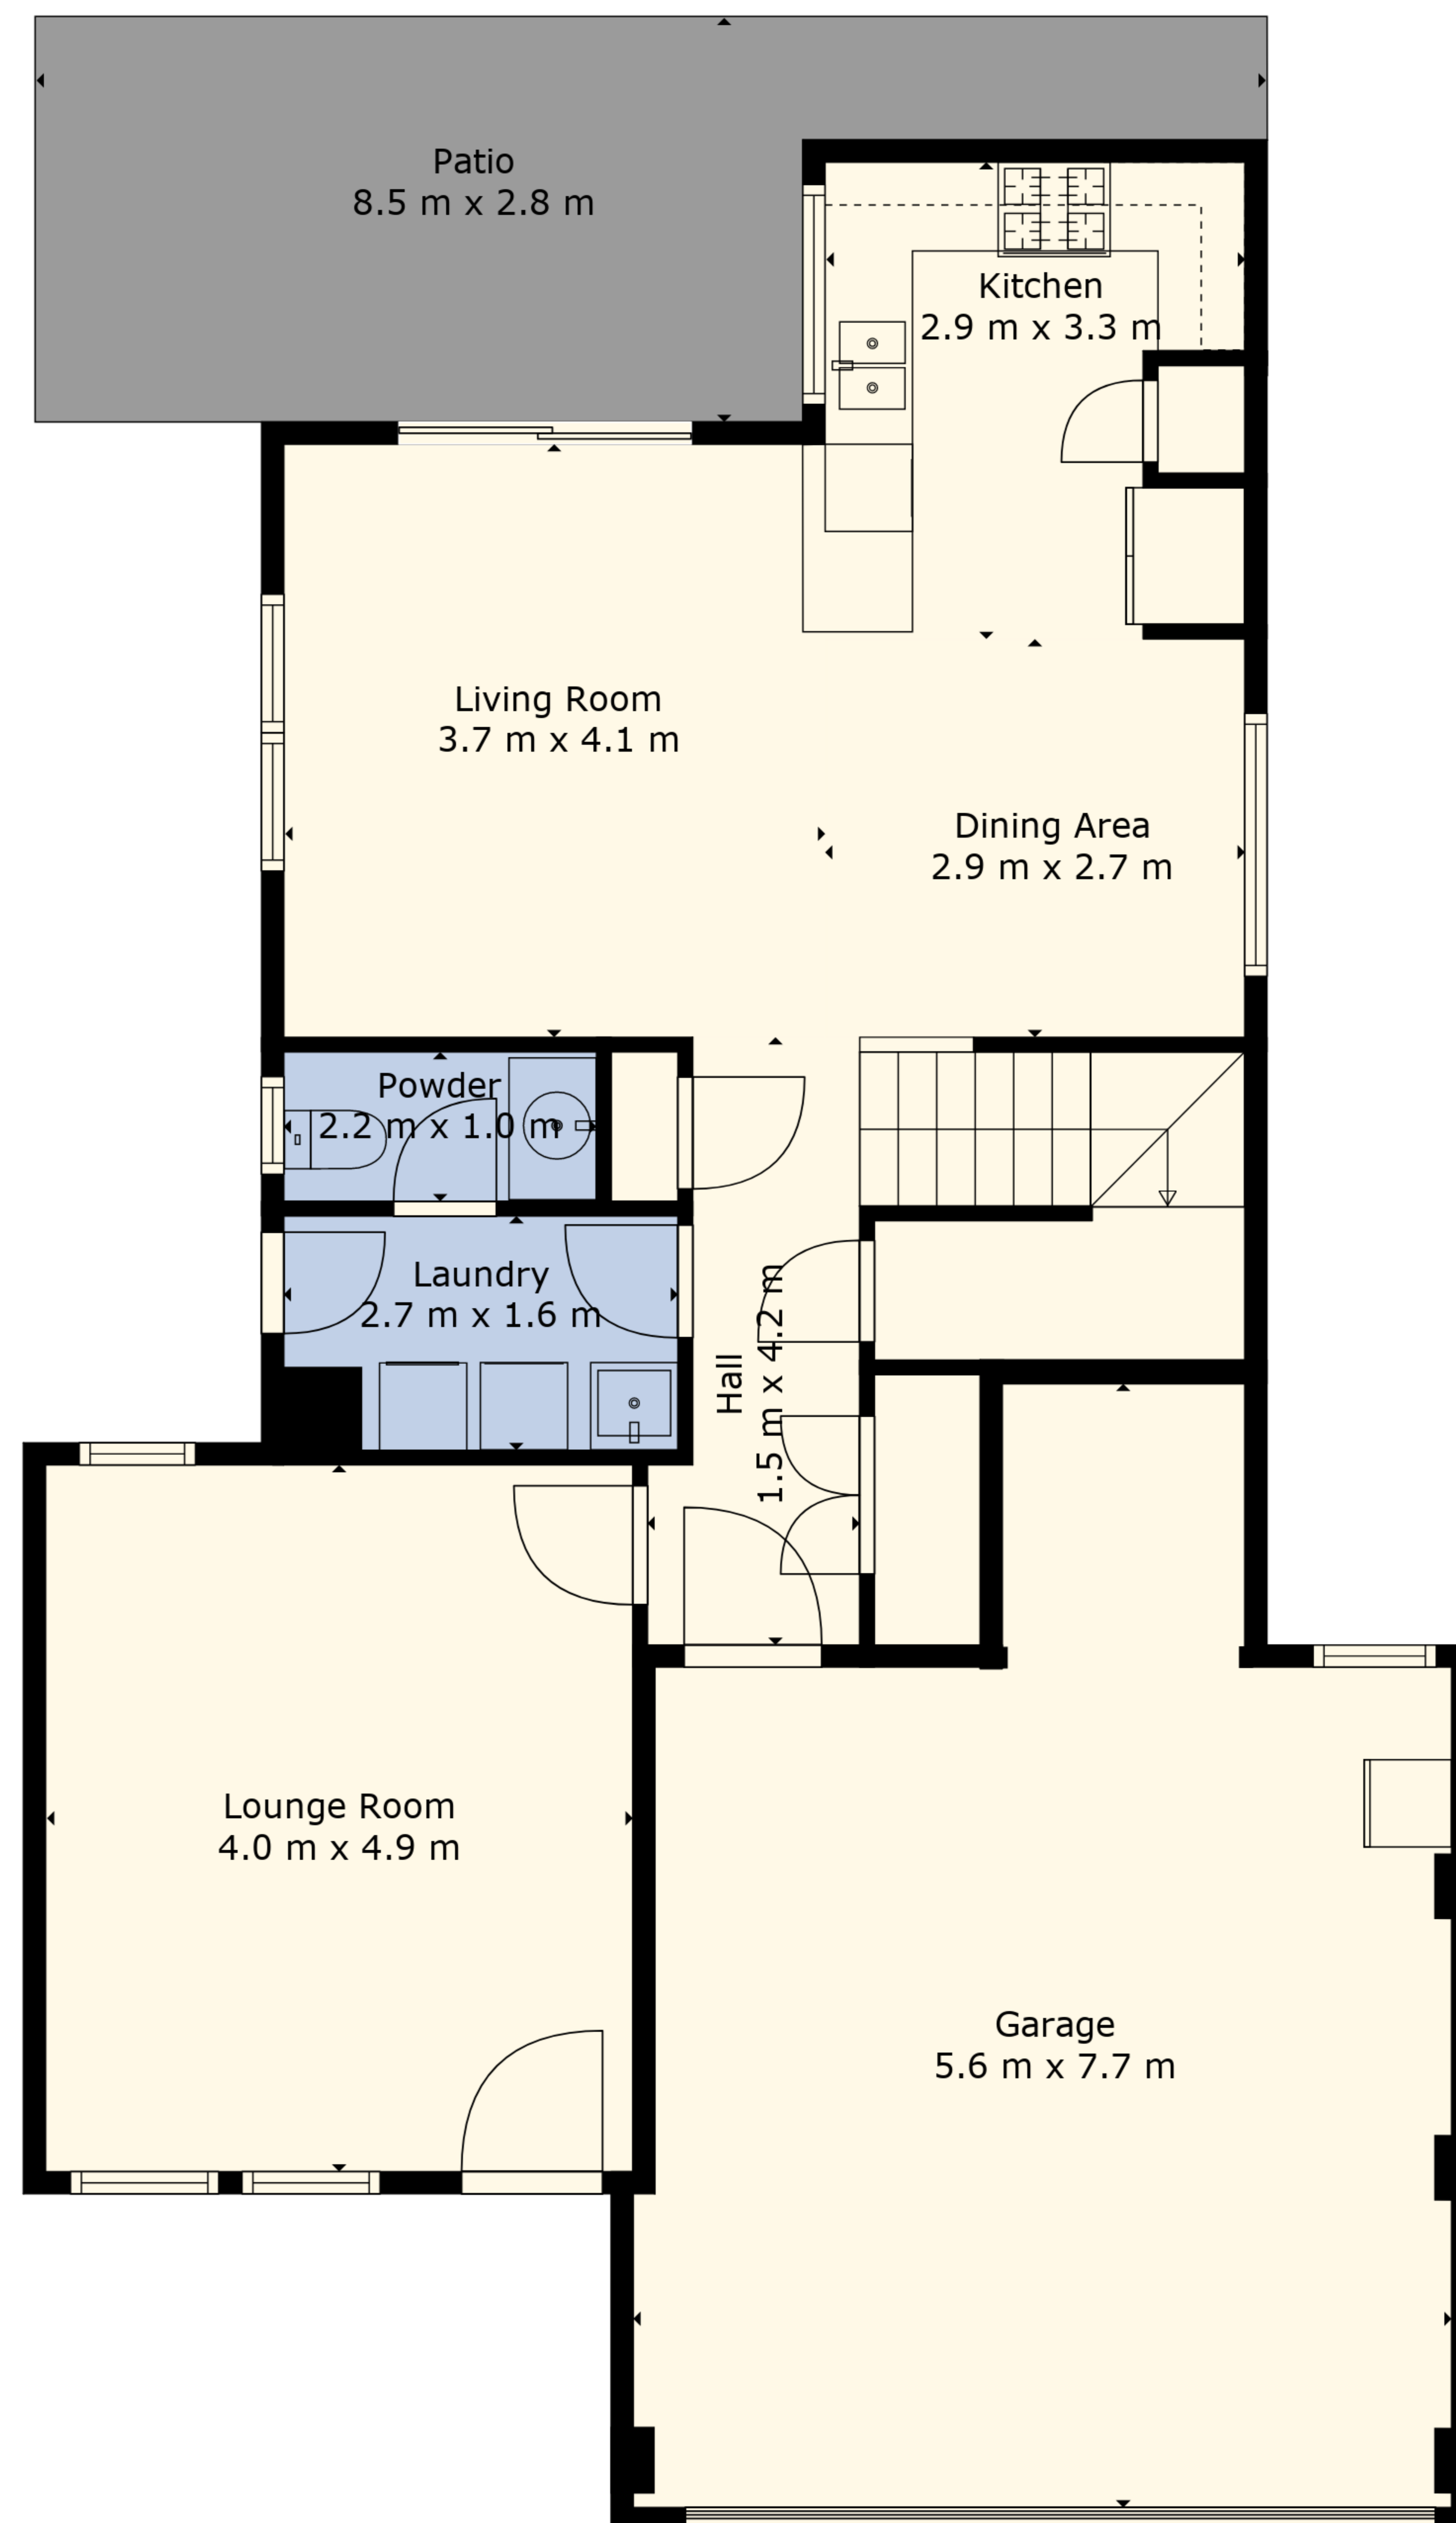 Patio
8.5 m x 2.8 m
Kitchen
2.9 m x 3.3 m
Living Room
3.7 m x 4.1 m
Dining Area
2.9 m x 2.7 m
Powder
2.2 m x 1.0 m
Laundry
2.7 m x 1.6 m
Hall
1.5 m x 4.2 m
Lounge Room
4.0 m x 4.9 m
Garage
5.6 m x 7.7 m